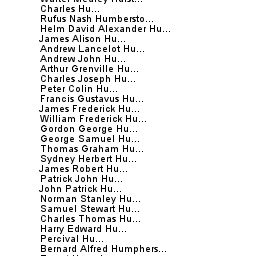 Charles Hu...
Rufus Nash Humbersto...
Helm David Alexander Hu...
James Alison Hu...
Andrew Lancelot Hu...
Andrew John Hu...
Arthur Grenville Hu...
Charles Joseph Hu...
Peter Colin Hu...
Francis Gustavus Hu...
James Frederick Hu...
William Frederick Hu...
Gordon George Hu...
George Samuel Hu...
Thomas Graham Hu...
Sydney Herbert Hu...
James Robert Hu...
Patrick John Hu...
John Patrick Hu...
Norman Stanley Hu...
Samuel Stewart Hu...
Charles Thomas Hu...
Harry Edward Hu...
Percival Hu...
Bernard Alfred Humphers...